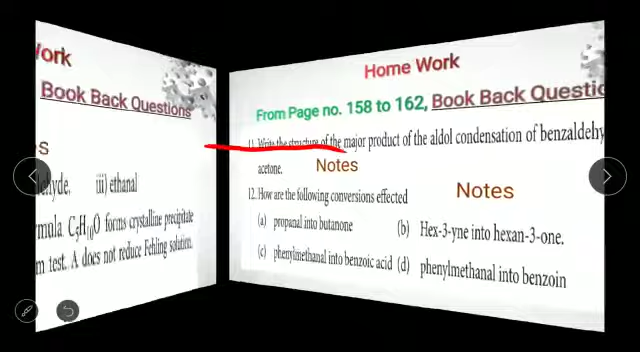 Work
Book Back Questions
s
hyde. iii) ethanal
mula C5H10O forms crystalline precipitate
m test. A does not reduce Fehling solution.
Home Work
From Page no. 158 to 162, Book Back Questio
11. Write the structure of the major product of the aldol condensation of benzaldehy
acetone. Notes
12. How are the following conversions effected Notes
(a) propanal into butanone (b) Hex-3-yne into hexan-3-one.
(c) phenylmethanal into benzoic acid (d) phenylmethanal into benzoin